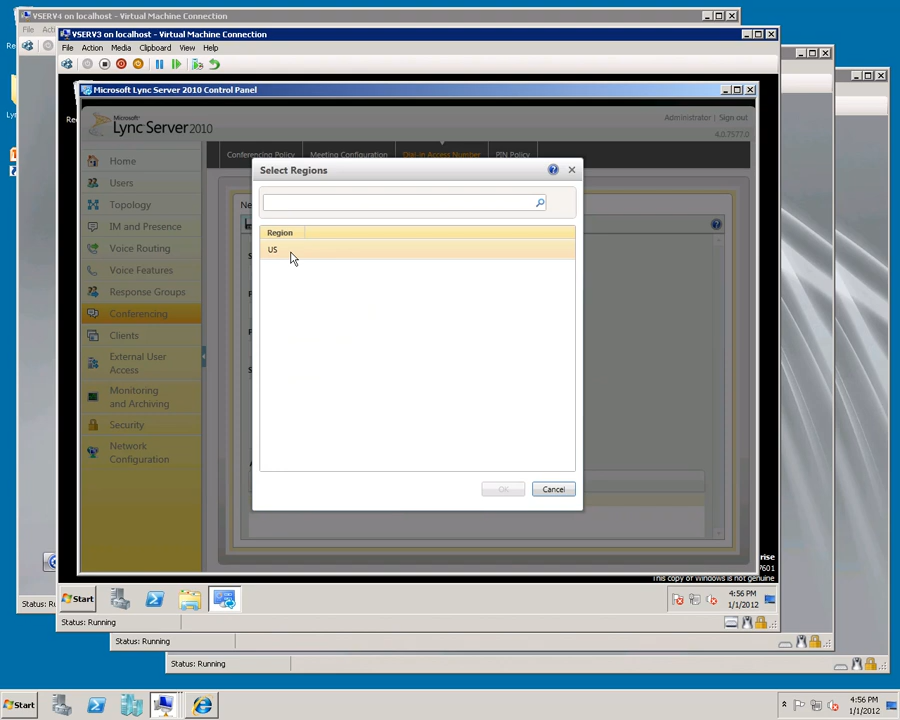 VSERV4 on localhost - Virtual Machine Connection
File
VSERV3 on localhost - Virtual Machine Connection
File Action Media Clipboard View Help
Microsoft Lync Server 2010 Control Panel
Microsoft
Lync Server 2010
Administrator | Sign out
4.0.7577.0
Home
Users
Topology
IM and Presence
Voice Routing
Voice Features
Response Groups
Conferencing
Clients
External User
Access
Monitoring
and Archiving
Security
Network
Configuration
Conferencing Policy Meeting Configuration Dial-in Access Number PIN Policy
Select Regions
Region
US
OK Cancel
This copy of Windows is not genuine
Start
4:56 PM
1/1/2012
Status: Running
Status: Running
Status: Running
Start
4:56 PM
1/1/2012